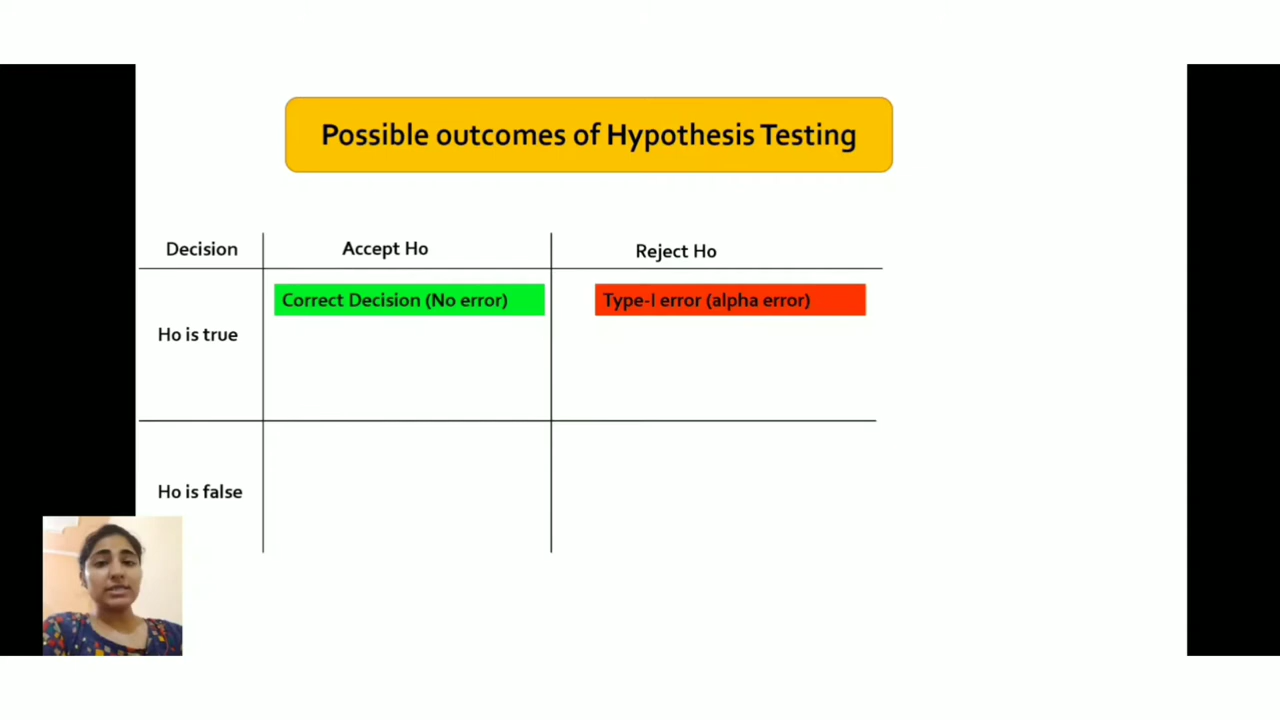 Possible outcomes of Hypothesis Testing
Decision
Accept Ho
Reject Ho
Ho is true
Correct Decision (No error)
Type-I error (alpha error)
Ho is false